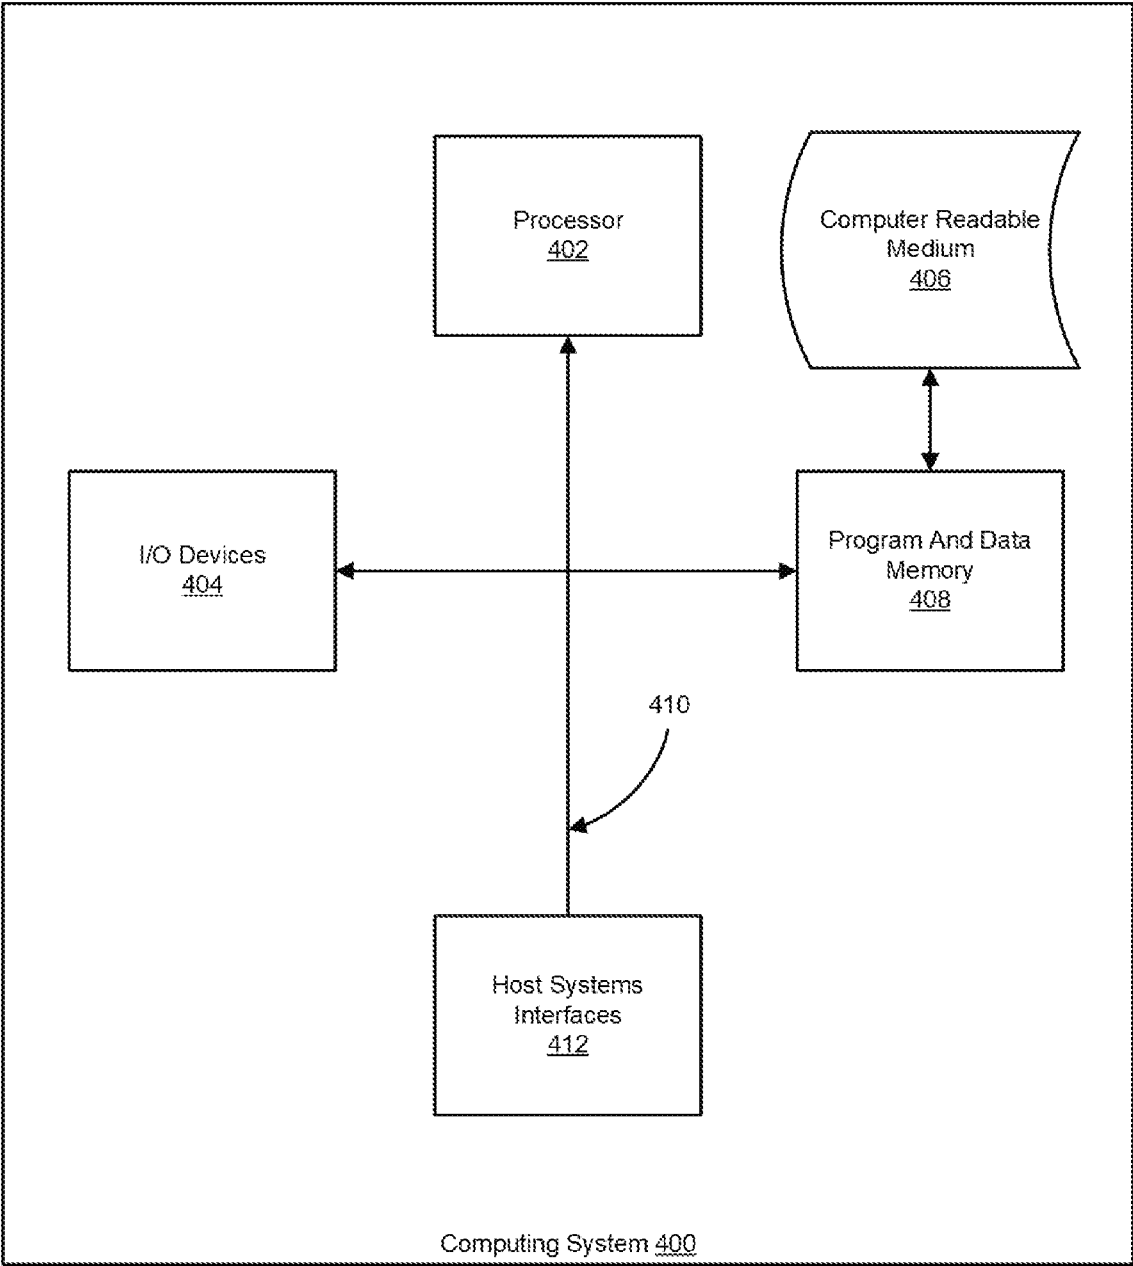 Processor
402
Computer Readable
Medium
406
I/O Devices
404
Program And Data
Memory
408
410
Host Systems
Interfaces
412
Computing System 400